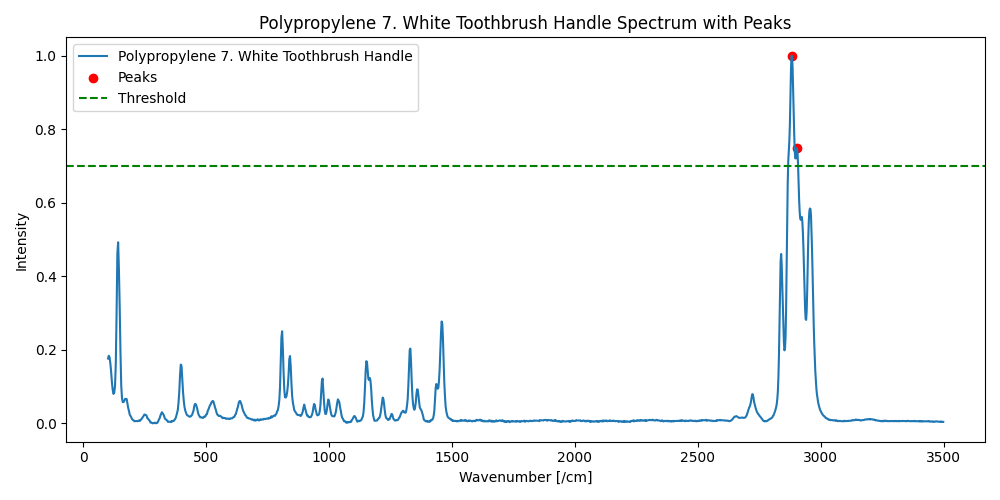 Polypropylene 7. White Toothbrush Handle Spectrum with Peaks
Polypropylene 7. White Toothbrush Handle
Peaks
Threshold
1.0
0.8
0.6
0.4
0.2
0.0
Intensity
0
500
1000
1500
2000
2500
3000
3500
Wavenumber [/cm]